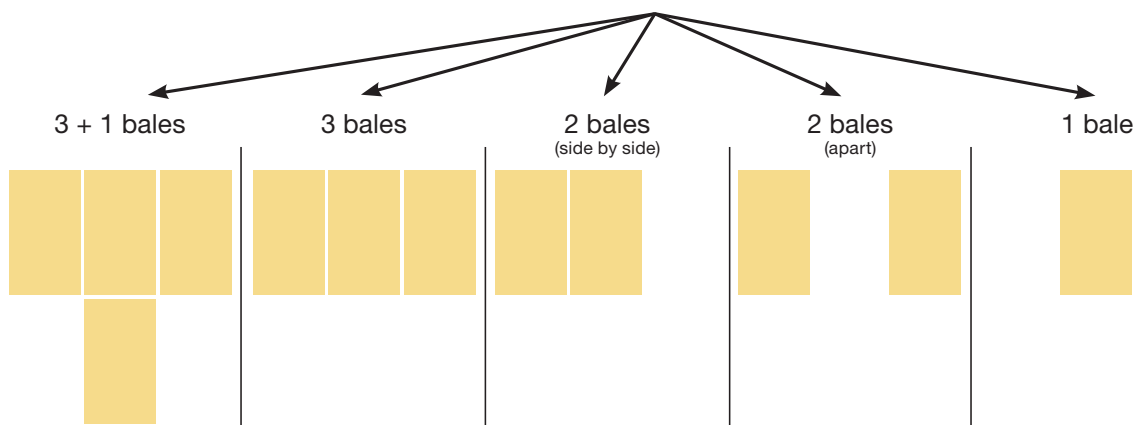 3 + 1 bales
3 bales
2 bales
(side by side)
2 bales
(apart)
1 bale